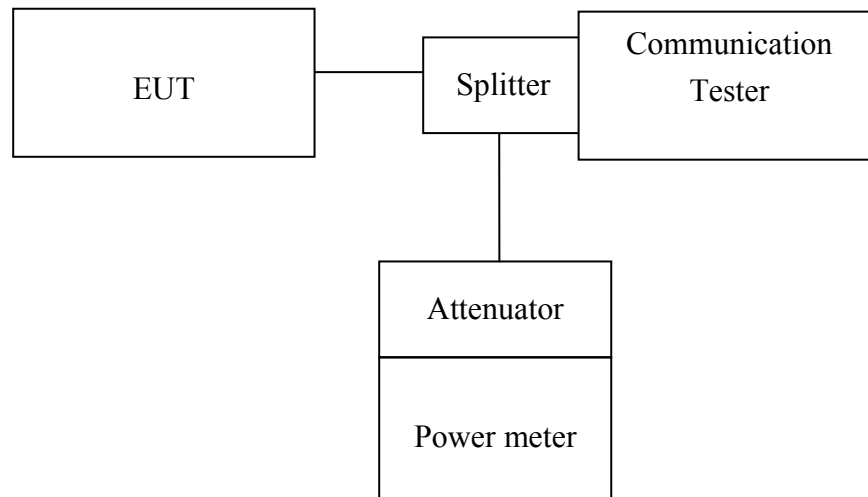 EUT
Splitter
Communication
Tester
Attenuator
Power meter